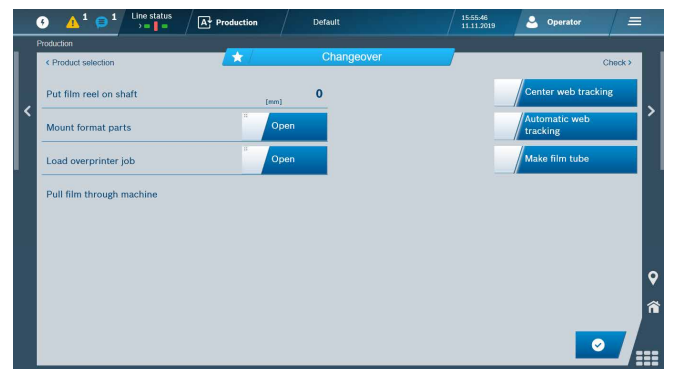 1
1
Line status
A
Production
Default
15:55:46
11.11.2019
Operator
Production
Changeover
< Product selection
Check >
Put film reel on shaft
[mm]
0
Center web tracking
Mount format parts
Open
Automatic web
tracking
Load overprinter job
Open
Make film tube
Pull film through machine